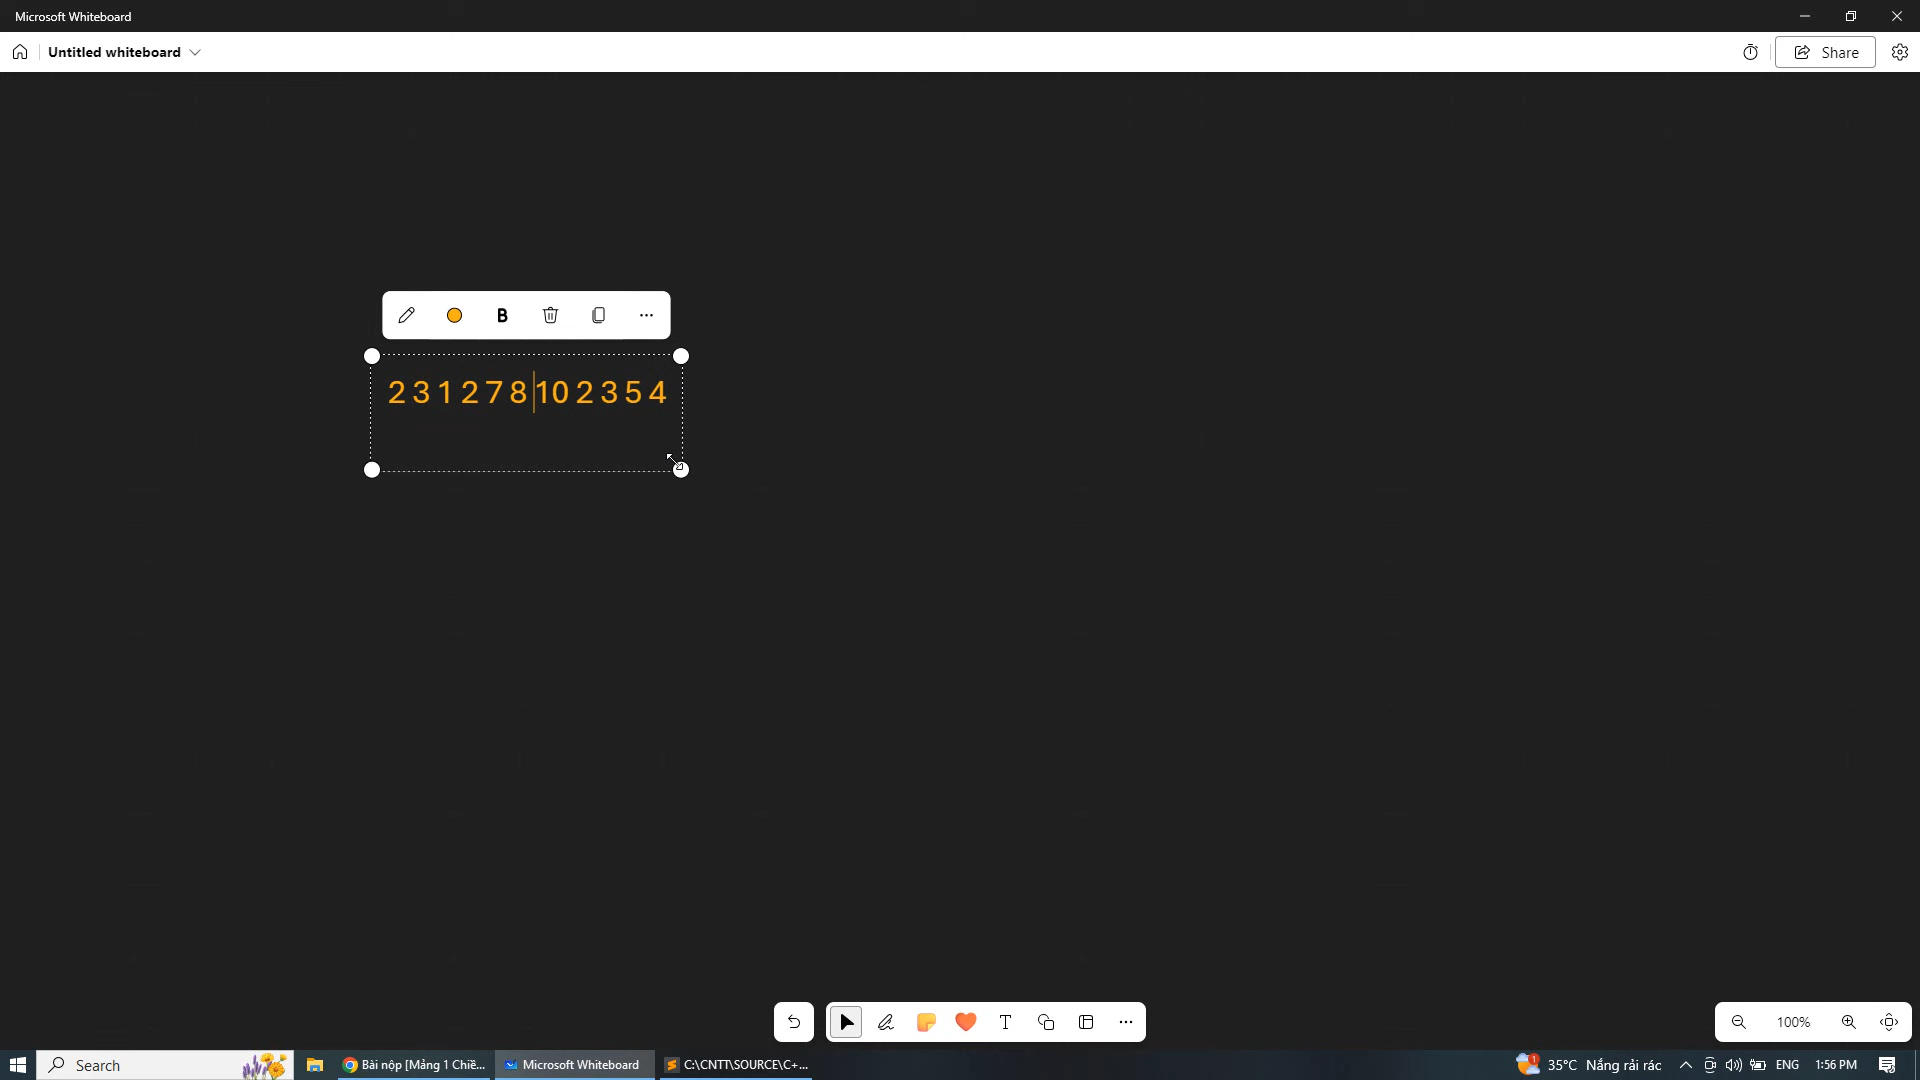 Microsoft Whiteboard
Untitled whiteboard
Share
B
2 3 1 2 7 8 10 2 3 5 4
T
100%
Search
Bài nộp [Mảng 1 Chiề...
Microsoft Whiteboard
C:\CNTT\SOURCE\C+...
1
35°C Nắng rải rác
ENG
1:56 PM